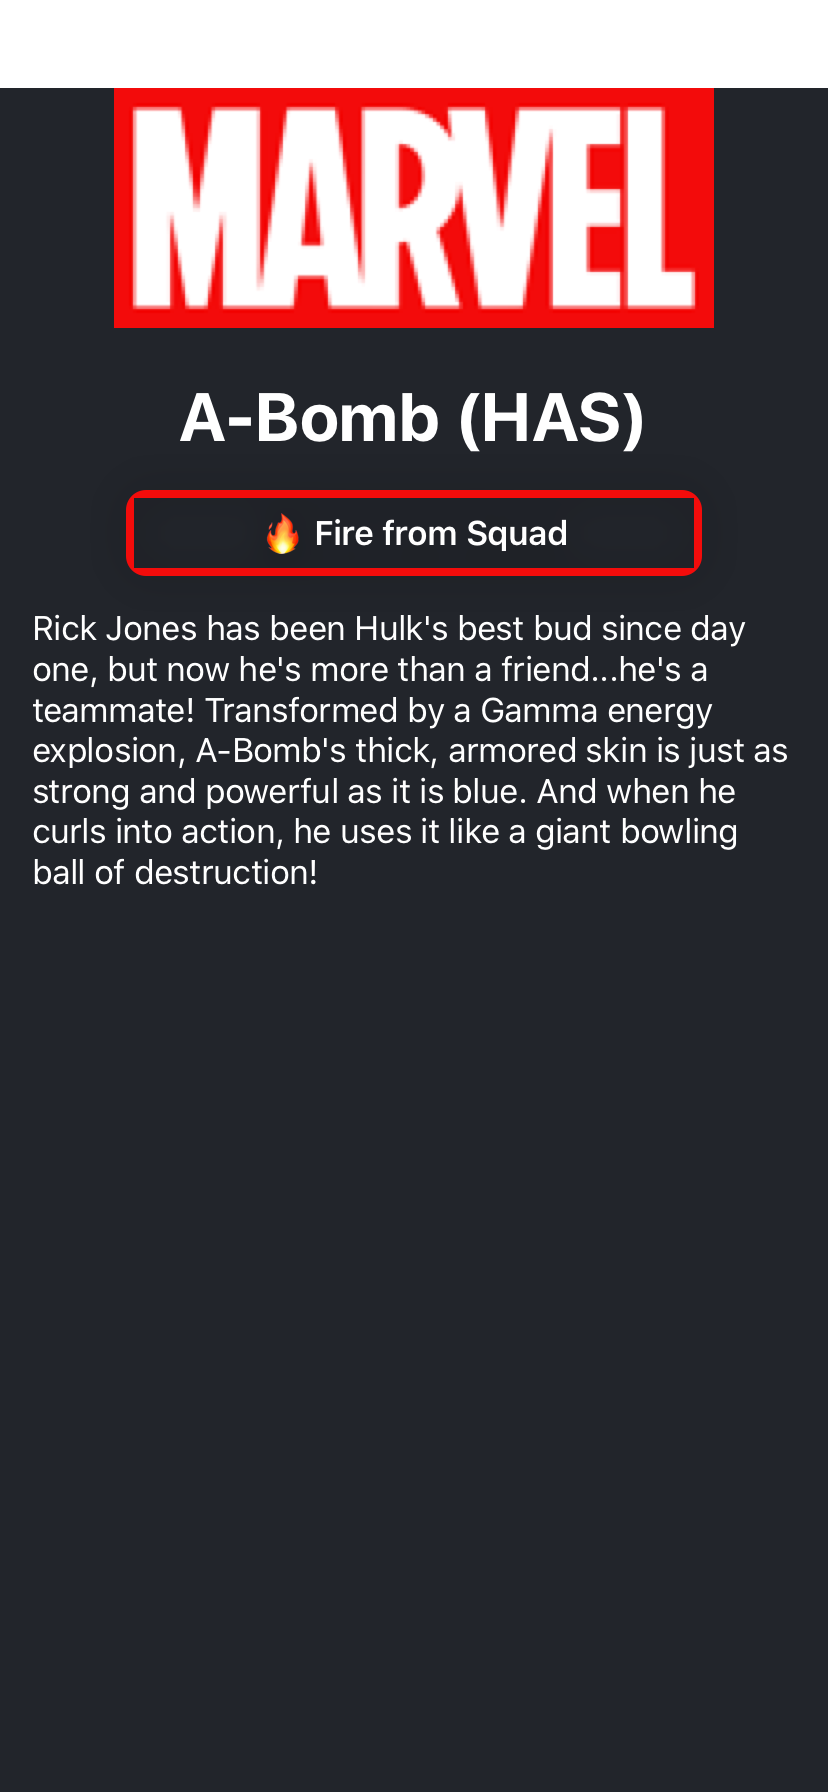 MARVEL
A-Bomb (HAS)
🔥 Fire from Squad
Rick Jones has been Hulk's best bud since day
one, but now he's more than a friend...he's a
teammate! Transformed by a Gamma energy
explosion, A-Bomb's thick, armored skin is just as
strong and powerful as it is blue. And when he
curls into action, he uses it like a giant bowling
ball of destruction!